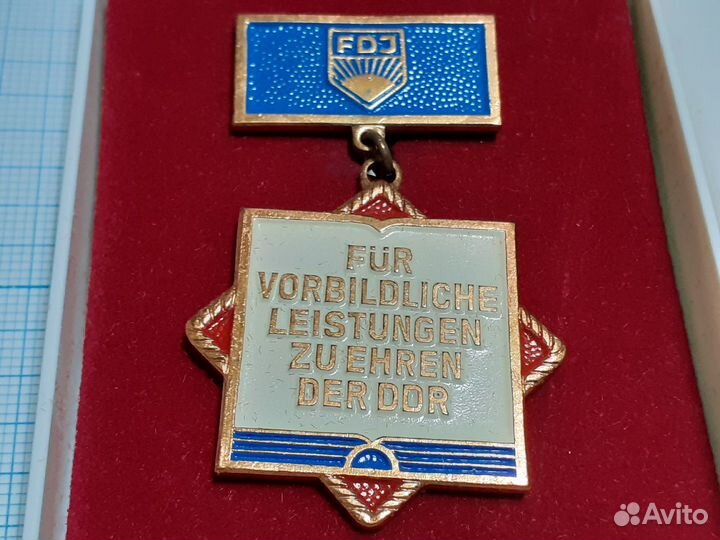 FDJ
FÜR
VORBILDLICHE
LEISTUNGEN
ZU EHREN
DER DDR
Avito